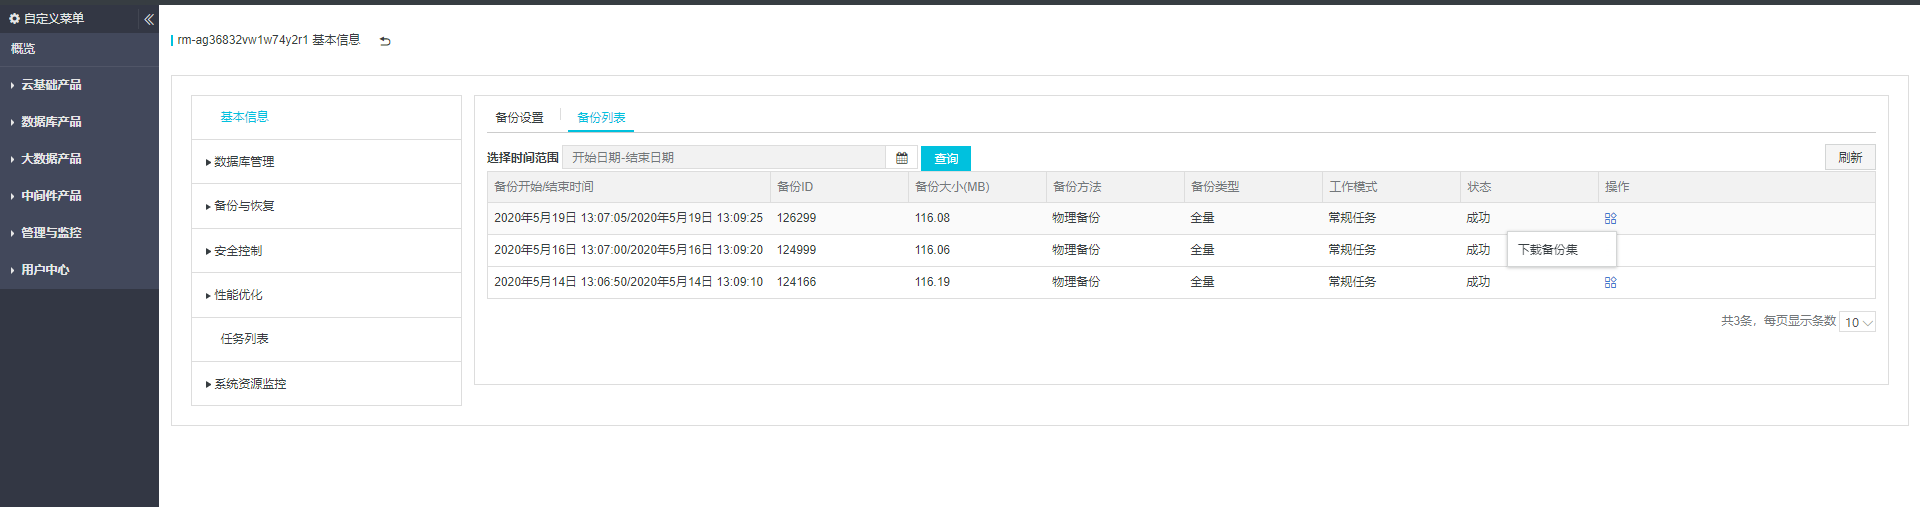 自定义菜单
概览
云基础产品
数据库产品
大数据产品
中间件产品
管理与监控
用户中心
rm-ag36832vw1w74y2r1 基本信息
基本信息
数据库管理
备份与恢复
安全控制
性能优化
任务列表
系统资源监控
备份设置 备份列表
选择时间范围 开始日期-结束日期 查询 刷新
备份开始/结束时间 备份ID 备份大小(MB) 备份方法 备份类型 工作模式 状态 操作
2020年5月19日 13:07:05/2020年5月19日 13:09:25 126299 116.08 物理备份 全量 常规任务 成功
2020年5月16日 13:07:00/2020年5月16日 13:09:20 124999 116.06 物理备份 全量 常规任务 成功 下载备份集
2020年5月14日 13:06:50/2020年5月14日 13:09:10 124166 116.19 物理备份 全量 常规任务 成功
共3条，每页显示条数 10